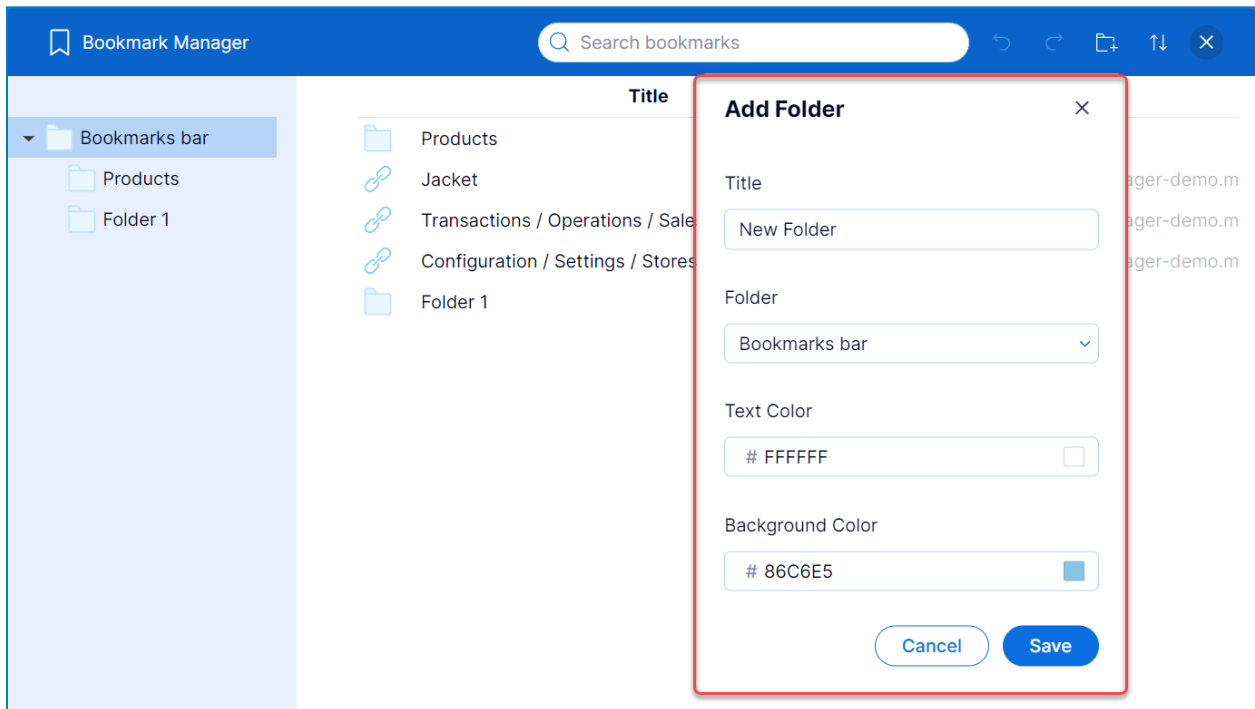 Bookmark Manager
Search bookmarks
Bookmarks bar
Products
Folder 1
Title
Products
Jacket
Transactions / Operations / Sale
Configuration / Settings / Stores
Folder 1
ager-demo.m
ager-demo.m
ager-demo.m
Add Folder
Title
New Folder
Folder
Bookmarks bar
Text Color
# FFFFFF
Background Color
# 86C6E5
Cancel
Save